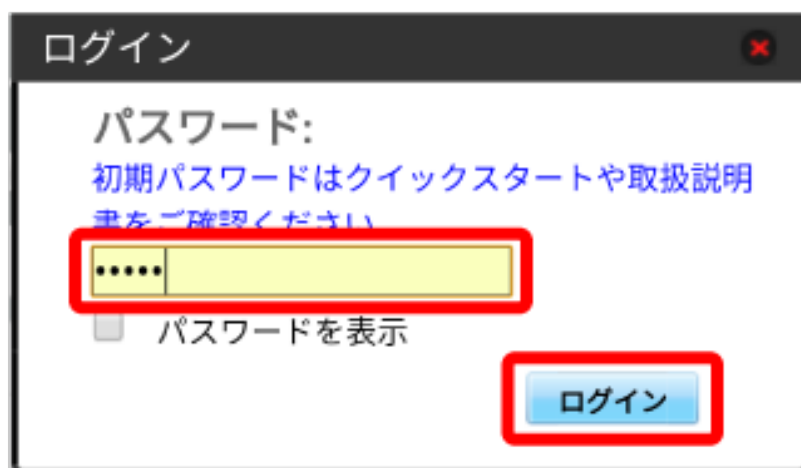 ログイン
パスワード:
初期パスワードはクイックスタートや取扱説明
書をご確認ください
•••••
パスワードを表示
ログイン